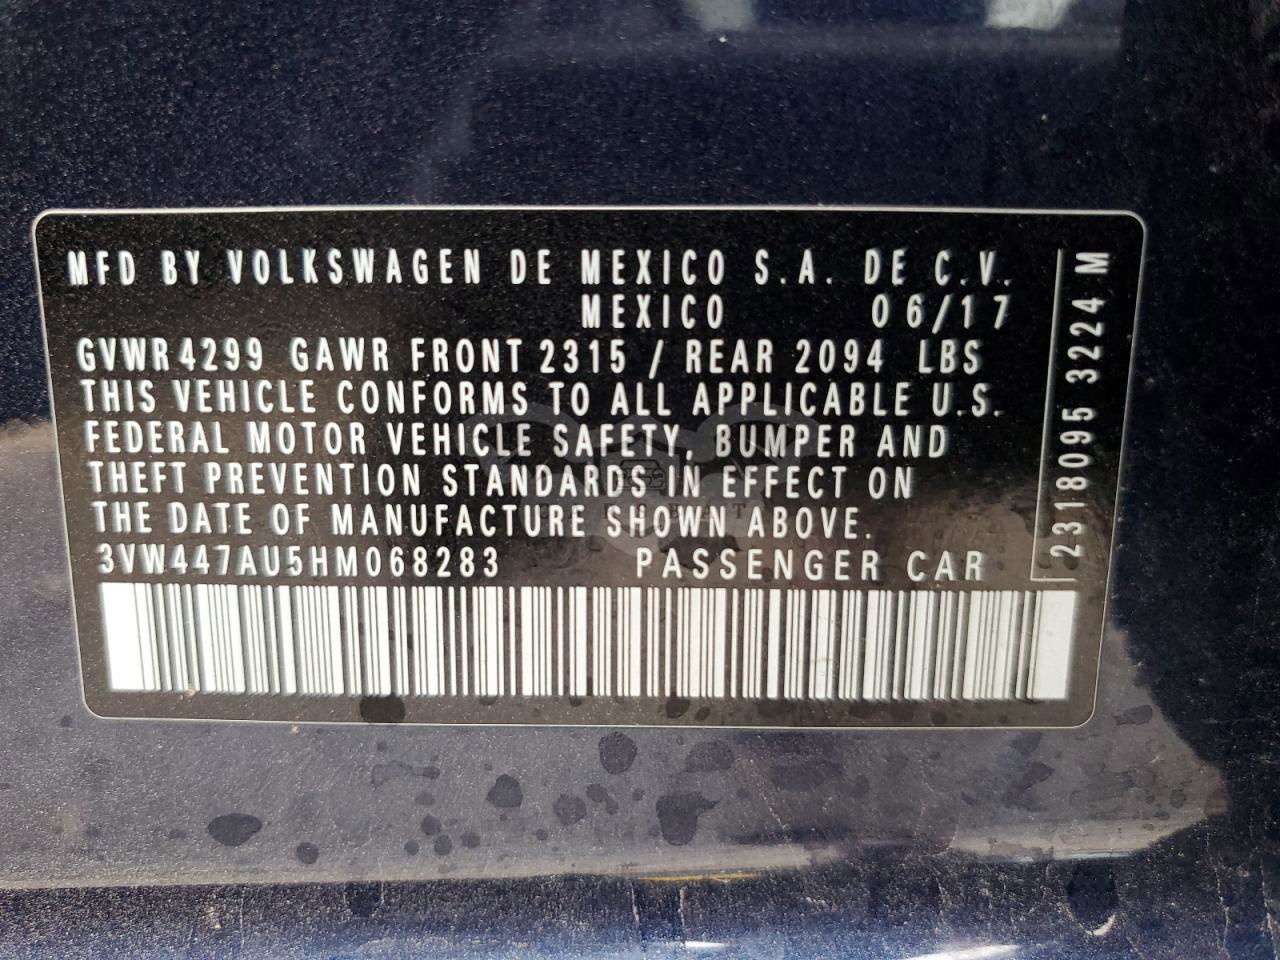 MFD BY VOLKSWAGEN DE MEXICO S.A. DE C.V.
MEXICO 06/17
GVWR 4299 GAWR FRONT 2315 / REAR 2094 LBS
THIS VEHICLE CONFORMS TO ALL APPLICABLE U.S.
FEDERAL MOTOR VEHICLE SAFETY, BUMPER AND
THEFT PREVENTION STANDARDS IN EFFECT ON
THE DATE OF MANUFACTURE SHOWN ABOVE.
3VW447AU5HM068283 PASSENGER CAR
2318095 3224 M